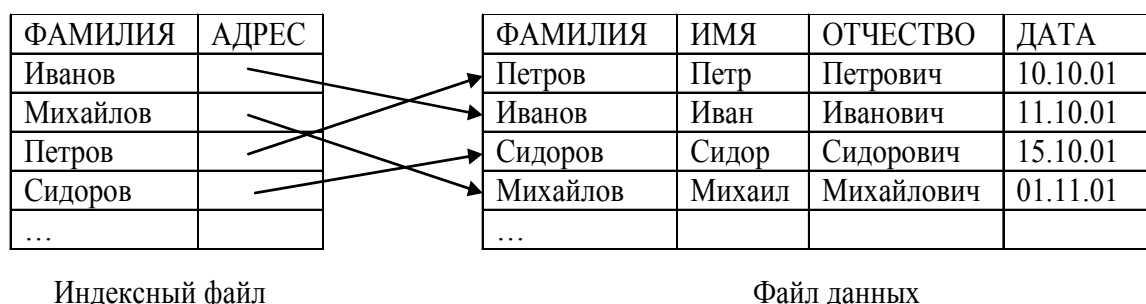 ФАМИЛИЯ АДРЕС ФАМИЛИЯ ИМЯ ОТЧЕСТВО ДАТА
Иванов Петров Петр Петрович 10.10.01
Михайлов Иванов Иван Иванович 11.10.01
Петров Сидоров Сидор Сидорович 15.10.01
Сидоров Михайлов Михаил Михайлович 01.11.01
… …
Индексный файл Файл данных